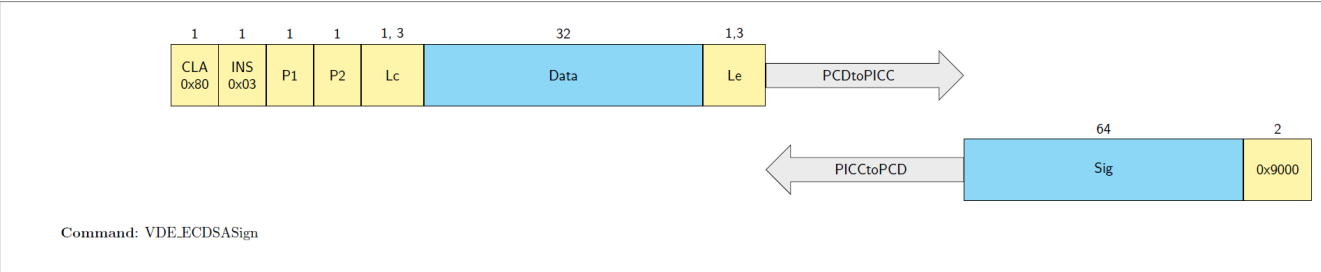 1 1 1 1 1, 3 32 1,3
CLA INS P1 P2 Lc Data Le PCDtoPICC
0x80 0x03
64 2
PICCtoPCD Sig 0x9000
Command: VDE_ECDSASign